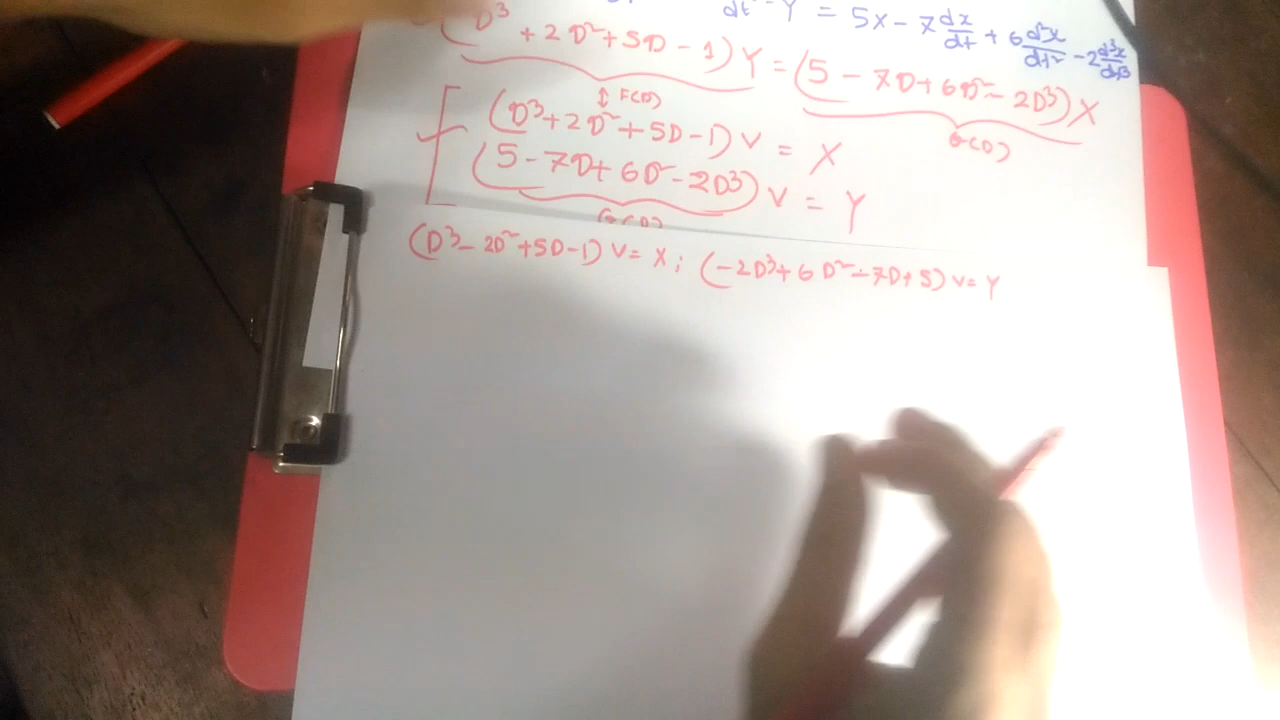 dt - Y = 5x - 7 dx/dt + 6 d²x/dt² - 2 d³x/dt³
(D³ + 2D² + 5D - 1) Y = (5 - 7D + 6D² - 2D³) X
↕ F(D)
G(D)
(D³ + 2D² + 5D - 1) V = X
(5 - 7D + 6D² - 2D³) V = Y
G(D)
(D³ - 2D² + 5D - 1) V = X ; (-2D³ + 6D² - 7D + 5) V = Y